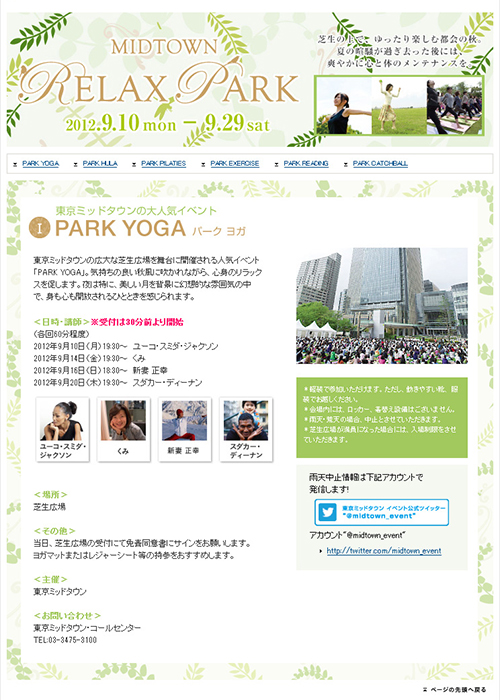 MIDTOWN
RELAX PARK
2012.9.10 mon － 9.29 sat
芝生の上で、ゆったり楽しむ都会の秋。
夏の喧騒が過ぎ去った後には、
爽やかに心と体のメンテナンスを。
PARK YOGA PARK HULA PARK PILATIES PARK EXERCISE PARK READING PARK CATCHBALL
東京ミッドタウンの大人気イベント
1 PARK YOGA パーク ヨガ
東京ミッドタウンの広大な芝生広場を舞台に開催される人気イベント
「PARK YOGA」。気持ちの良い秋風に吹かれながら、心身のリラック
スを促します。夜は特に、美しい月を背景に幻想的な雰囲気の中
で、身も心も開放されるひとときを感じられます。
＜日時・講師＞※受付は30分前より開始
（各回60分程度）
2012年9月10日（月）19:30～ ユーコ・スミダ・ジャクソン
2012年9月14日（金）19:30～ くみ
2012年9月16日（日）18:30～ 新妻 正幸
2012年9月20日（木）19:30～ スダカー・ディーナン
ユーコ・スミダ・
ジャクソン
くみ
新妻 正幸
スダカー・
ディーナン
＜場所＞
芝生広場
＜その他＞
当日、芝生広場の受付にて免責同意書にサインをお願いします。
ヨガマットまたはレジャーシート等の持参をおすすめします。
＜主催＞
東京ミッドタウン
＜お問い合わせ＞
東京ミッドタウン・コールセンター
TEL:03-3475-3100
＊軽装で参加いただけます。ただし、動きやすい靴、服
装でお越しください。
＊会場内には、ロッカー、着替え設備はございません。
＊雨天・荒天の場合、中止とさせていただきます。
＊芝生広場が満員になった場合には、入場制限をさせ
ていただきます。
雨天中止情報は下記アカウントで
発信します!
東京ミッドタウン イベント公式ツイッター
"@midtown_event"
アカウント"@midtown_event"
http://twitter.com/midtown_event
ページの先頭へ戻る